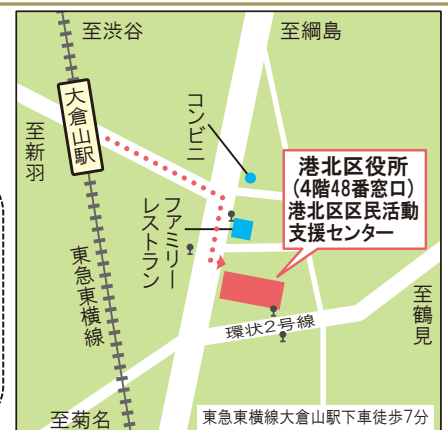 至渋谷
至綱島
大倉山駅
至新羽
コンビニ
港北区役所
(4階48番窓口)
港北区区民活動
支援センター
ファミリー
レストラン
東急東横線
環状2号線
至鶴見
至菊名
東急東横線大倉山駅下車徒歩7分